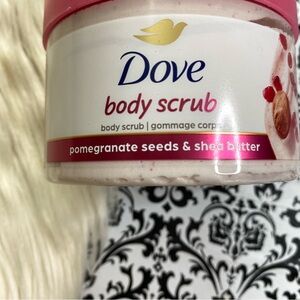 Dove
body scrub
body scrub | gommage corps
pomegranate seeds & shea butter